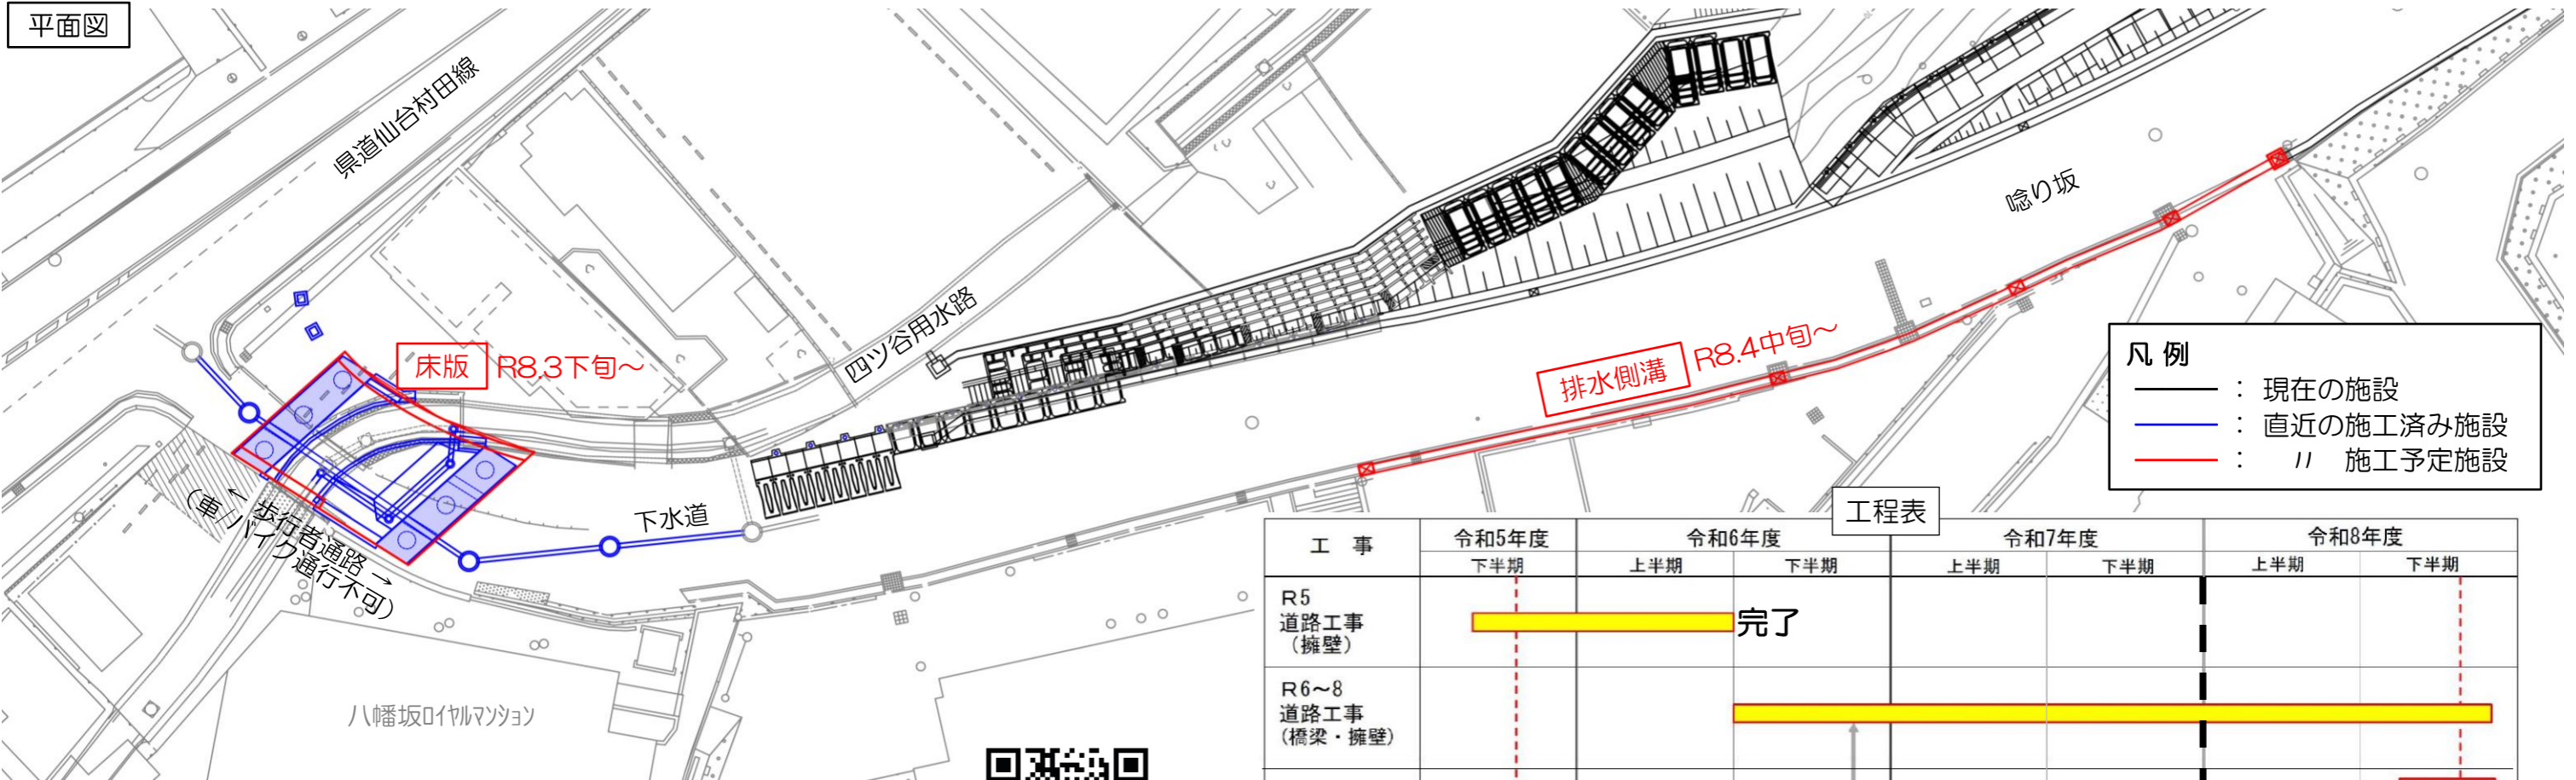 平面図
県道仙台村田線
唸り坂
四ツ谷用水路
床版 R8.3下旬～
排水側溝 R8.4中旬～
凡例
： 現在の施設
： 直近の施工済み施設
： 〃 施工予定施設
← 歩行者通路 →
（車・バイク通行不可）
下水道
八幡坂ロイヤルマンション
工程表
工 事 令和5年度 令和6年度 令和7年度 令和8年度
下半期 上半期 下半期 上半期 下半期 上半期 下半期
R5
道路工事
（擁壁）
完了
R6～8
道路工事
（橋梁・擁壁）